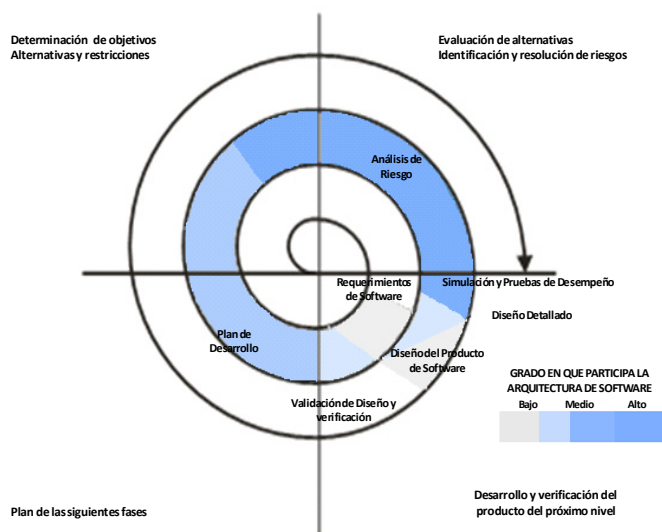 Determinación de objetivos
Alternativas y restricciones
Evaluación de alternativas
Identificación y resolución de riesgos
Análisis de
Riesgo
Requerimientos
de Software
Simulación y Pruebas de Desempeño
Diseño Detallado
Plan de
Desarrollo
Diseño del Producto
de Software
GRADO EN QUE PARTICIPA LA
ARQUITECTURA DE SOFTWARE
Bajo Medio Alto
Validación de Diseño y
verificación
Plan de las siguientes fases
Desarrollo y verificación del
producto del próximo nivel